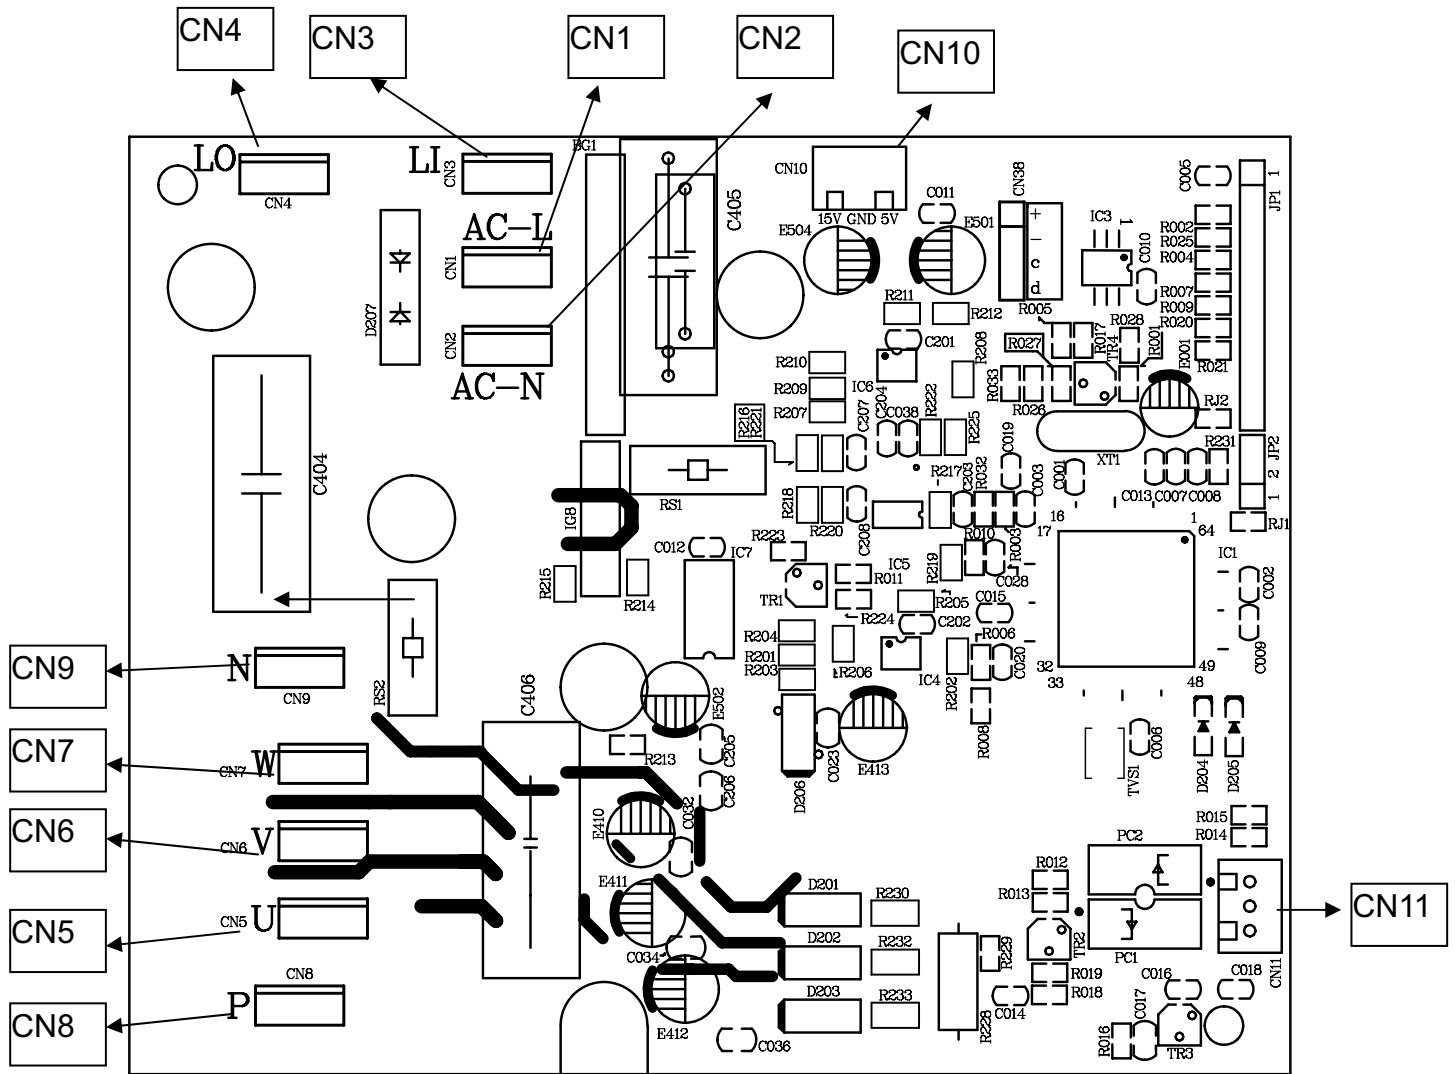 CN4
CN3
CN1
CN2
CN10
LO
CN4
LI
CN3
BG1
C405
CN10
15V GND 5V
E504
C011
E501
CN38
+
-
c
d
IC3
1
C010
C005
1
JP1
R002
R025
R004
R007
R009
R020
R021
AC-L
CN1
D207
CN2
AC-N
R211
R212
R005
R017
R028
R001
TR4
E001
C201
R208
R027
R033
R026
R210
R209
R207
IC6
C204
C038
R222
R225
R216
R221
C207
RJ2
R231
JP2
2
1
C404
C019
XT1
C001
C013
C007
C008
RS1
IG8
R217
C203
R032
C003
R218
R220
C208
16
17
1
64
RJ1
IC1
C012
IC7
R223
R010
R003
R215
R214
TR1
R011
IC5
R219
C028
R224
R205
C015
C202
C002
C009
R204
R201
R203
R206
R006
C020
IC4
R202
32
33
49
48
CN9
N
CN9
RS2
C406
E502
R008
D206
C023
E413
R213
C205
C206
TVS1
C006
D204
D205
CN7
CN7
W
E410
C032
R015
R014
CN6
CN6
V
PC2
R012
R013
CN5
CN5
U
E411
D201
R230
D202
R232
R229
TR2
PC1
CN11
CN11
C034
R019
R018
C016
C018
CN8
CN8
P
E412
D203
R233
R228
C014
C036
R016
C017
TR3